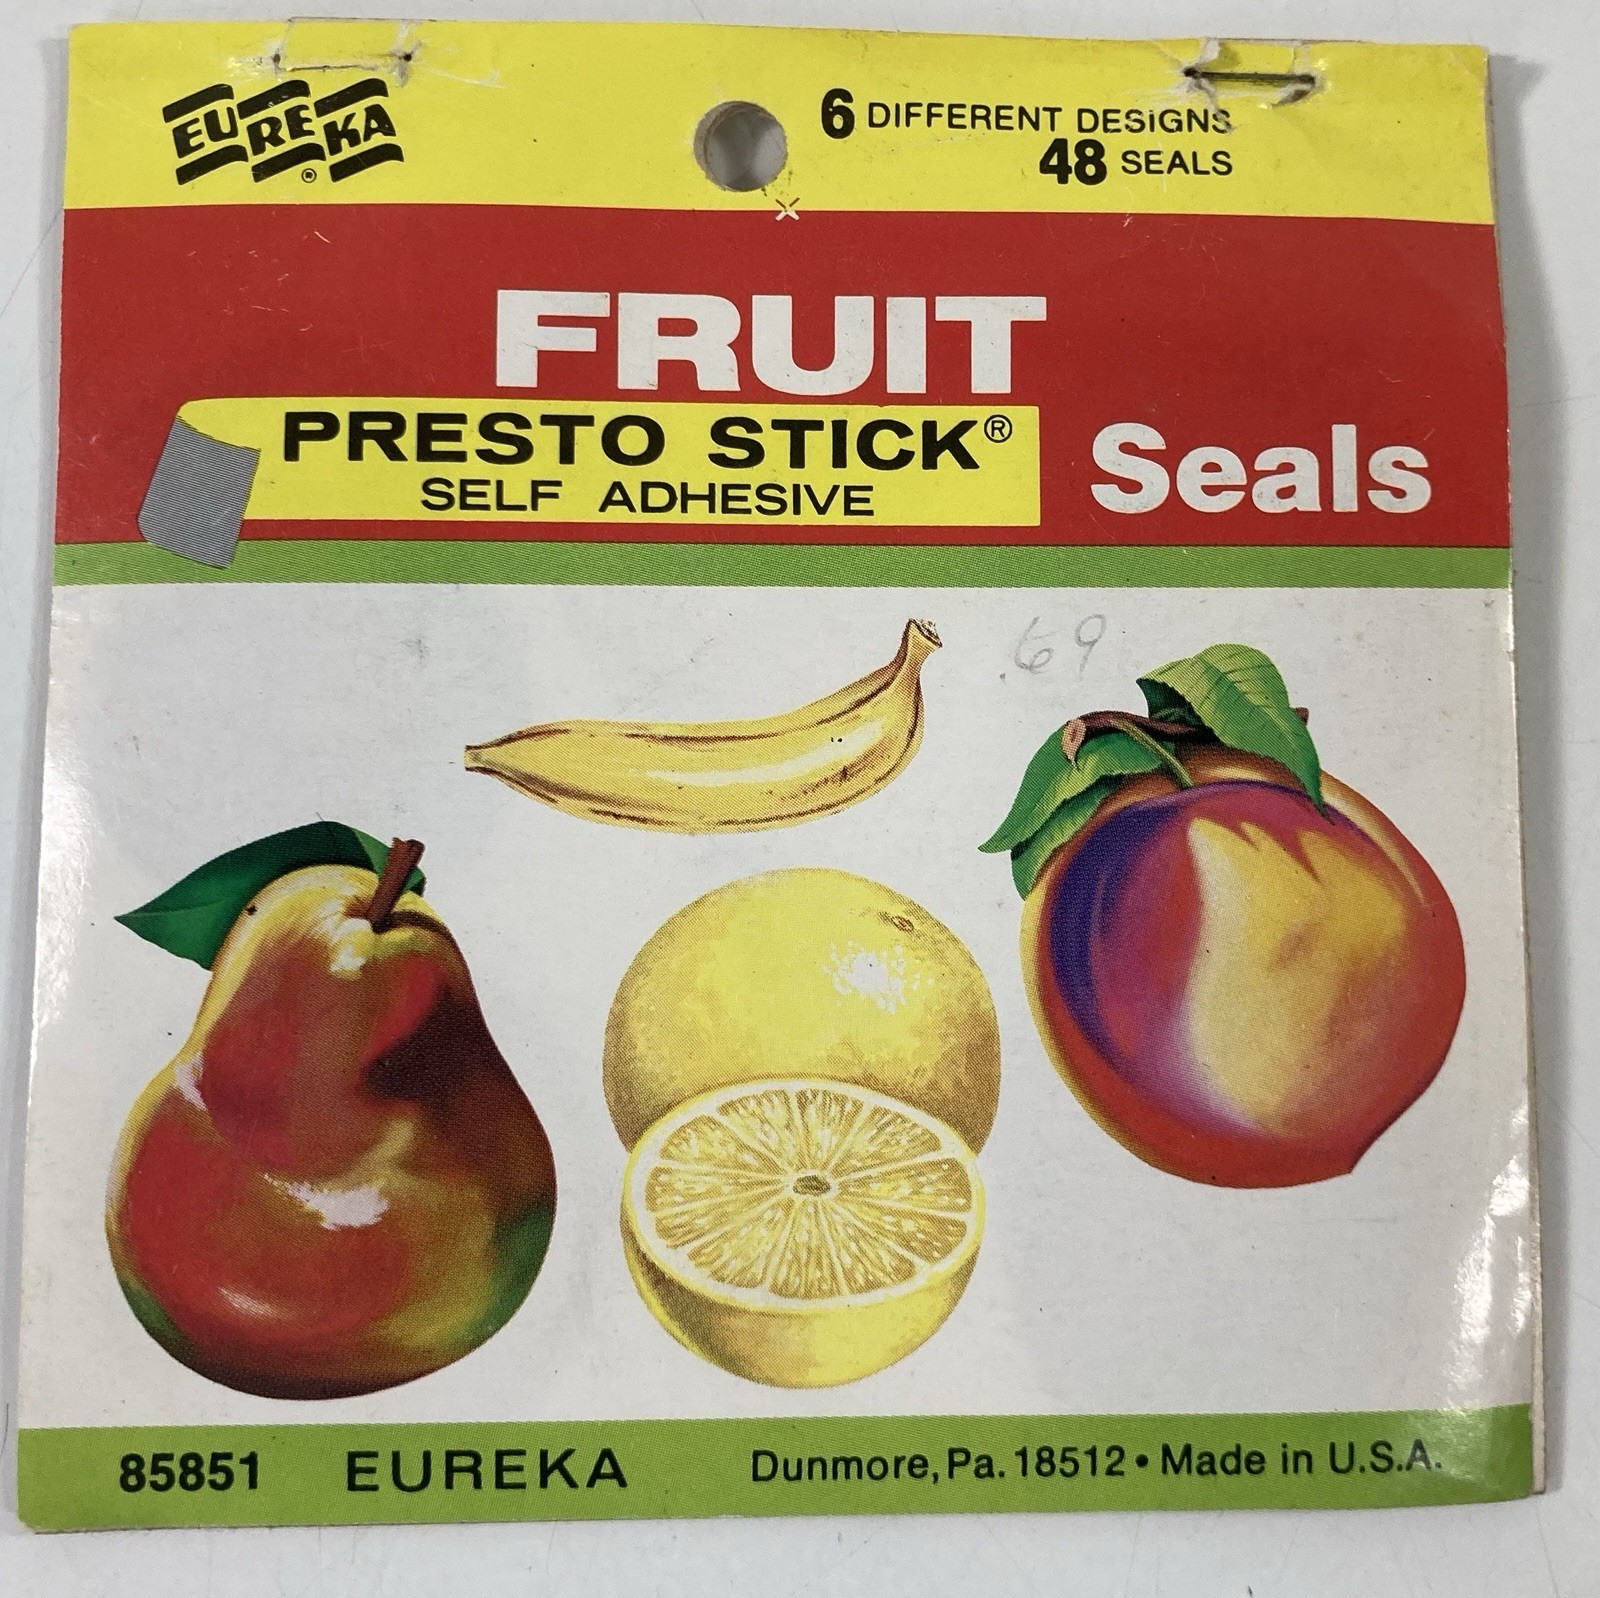 EUREKA®
6 DIFFERENT DESIGNS
48 SEALS
FRUIT
PRESTO STICK®
SELF ADHESIVE
Seals
.69
85851 EUREKA Dunmore, Pa. 18512 • Made in U.S.A.